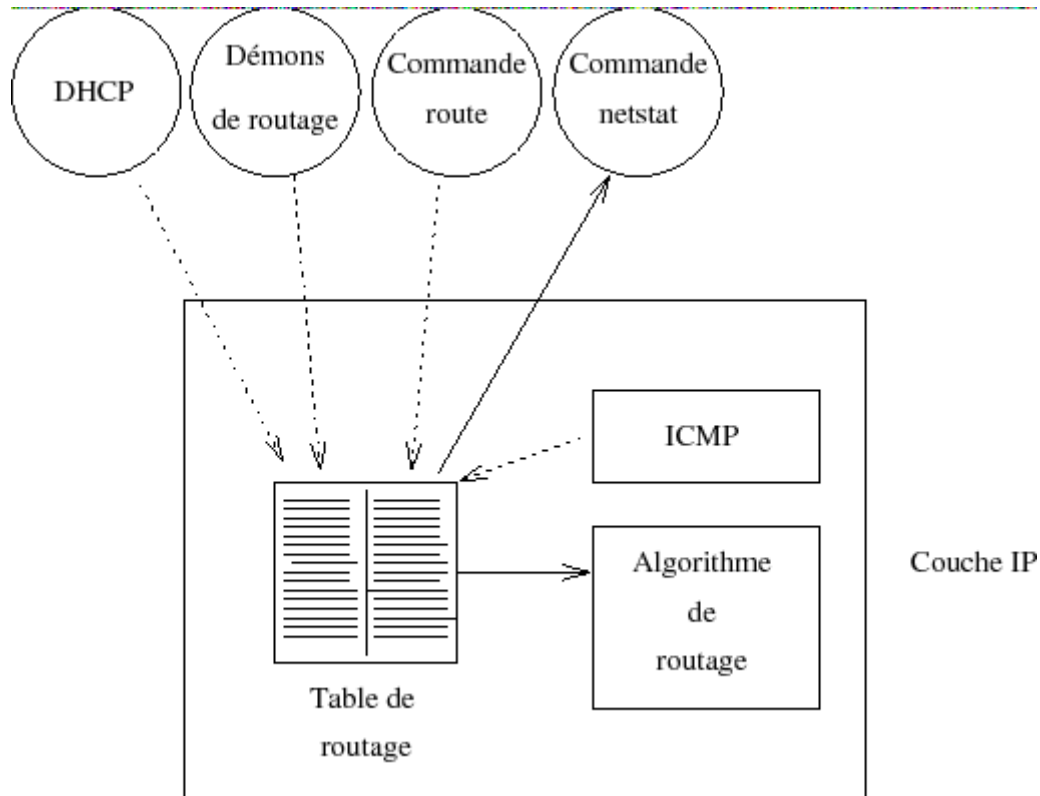 DHCP
Démons
de routage
Commande
route
Commande
netstat
ICMP
Algorithme
de
routage
Couche IP
Table de
routage